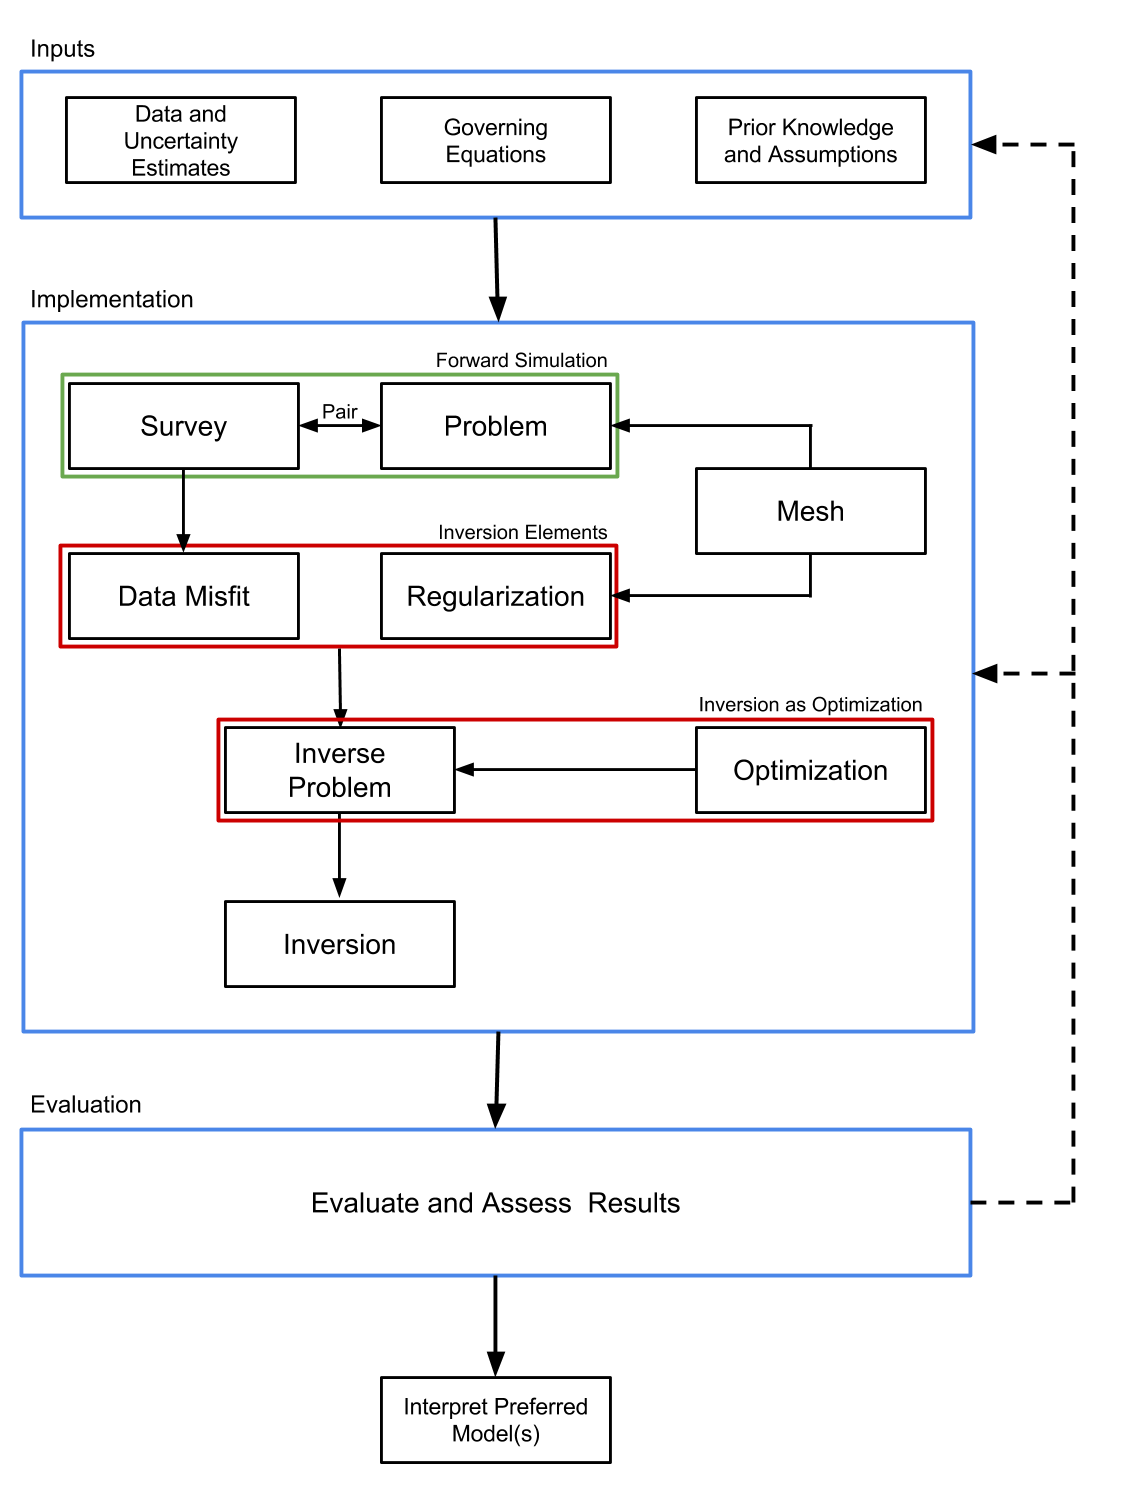 Inputs
Data and
Uncertainty
Estimates
Governing
Equations
Prior Knowledge
and Assumptions
Implementation
Forward Simulation
Survey
Pair
Problem
Mesh
Inversion Elements
Data Misfit
Regularization
Inversion as Optimization
Inverse
Problem
Optimization
Inversion
Evaluation
Evaluate and Assess  Results
Interpret Preferred
Model(s)